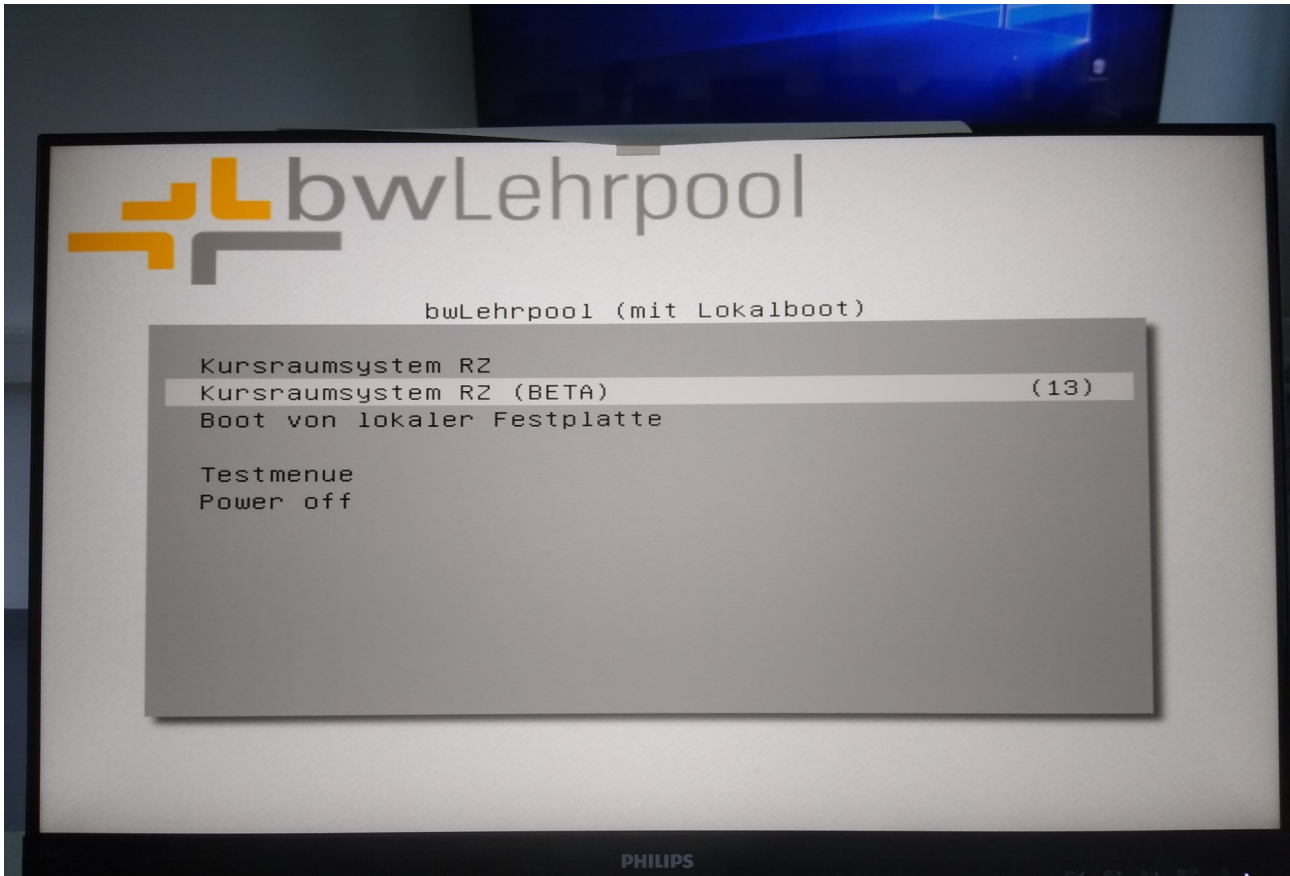 bwLehrpool
bwLehrpool (mit Lokalboot)
Kursraumsystem RZ
Kursraumsystem RZ (BETA) (13)
Boot von lokaler Festplatte
Testmenue
Power off
PHILIPS